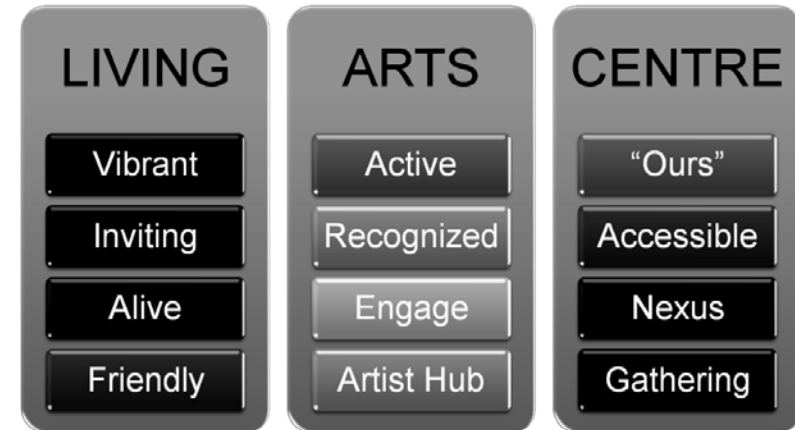 LIVING
Vibrant
Inviting
Alive
Friendly
ARTS
Active
Recognized
Engage
Artist Hub
CENTRE
“Ours”
Accessible
Nexus
Gathering